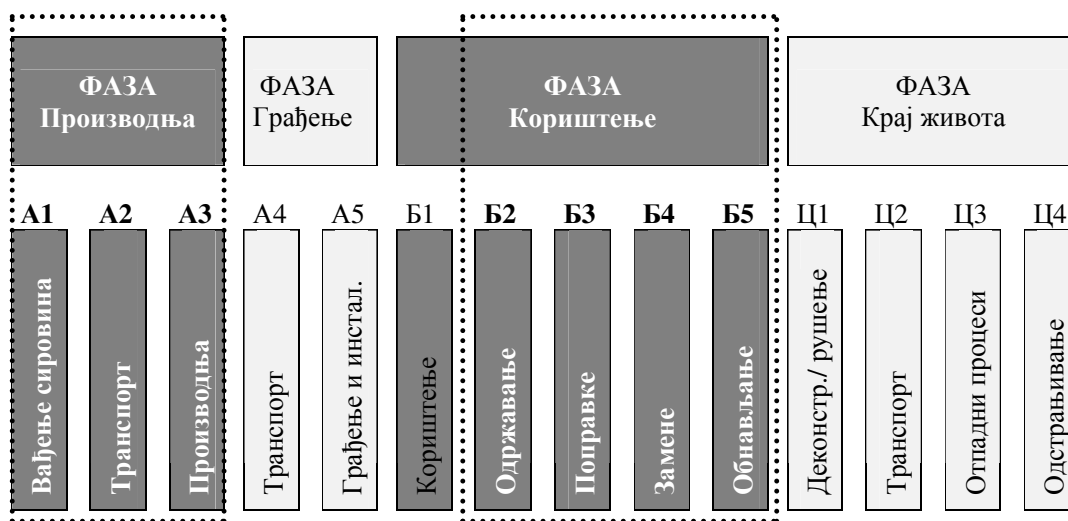 ФАЗА
Производња
ФАЗА
Грађење
ФАЗА
Кориштење
ФАЗА
Крај живота
А1
А2
А3
А4
А5
Б1
Б2
Б3
Б4
Б5
Ц1
Ц2
Ц3
Ц4
Вађење сировина
Транспорт
Производња
Транспорт
Грађење и инстал.
Кориштење
Одржавање
Поправке
Замене
Обнављање
Деконстр./ рушење
Транспорт
Отпадни процеси
Одстрањивање